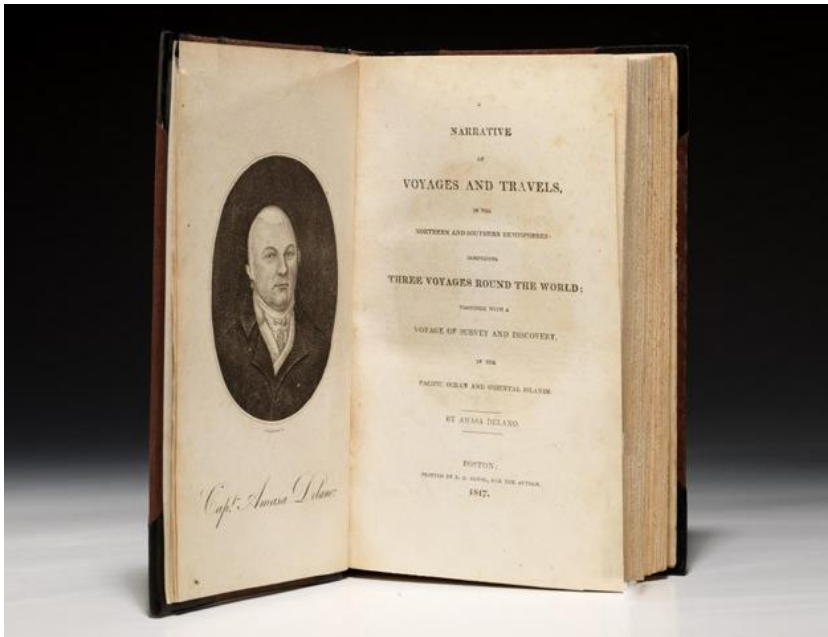 Capt. Amasa Delano
A
NARRATIVE
OF
VOYAGES AND TRAVELS,
IN THE
NORTHERN AND SOUTHERN HEMISPHERES:
COMPRISING
THREE VOYAGES ROUND THE WORLD;
TOGETHER WITH A
VOYAGE OF SURVEY AND DISCOVERY,
IN THE
PACIFIC OCEAN AND ORIENTAL ISLANDS.
BY AMASA DELANO.
BOSTON:
PRINTED BY E. G. HOUSE, FOR THE AUTHOR.
1817.